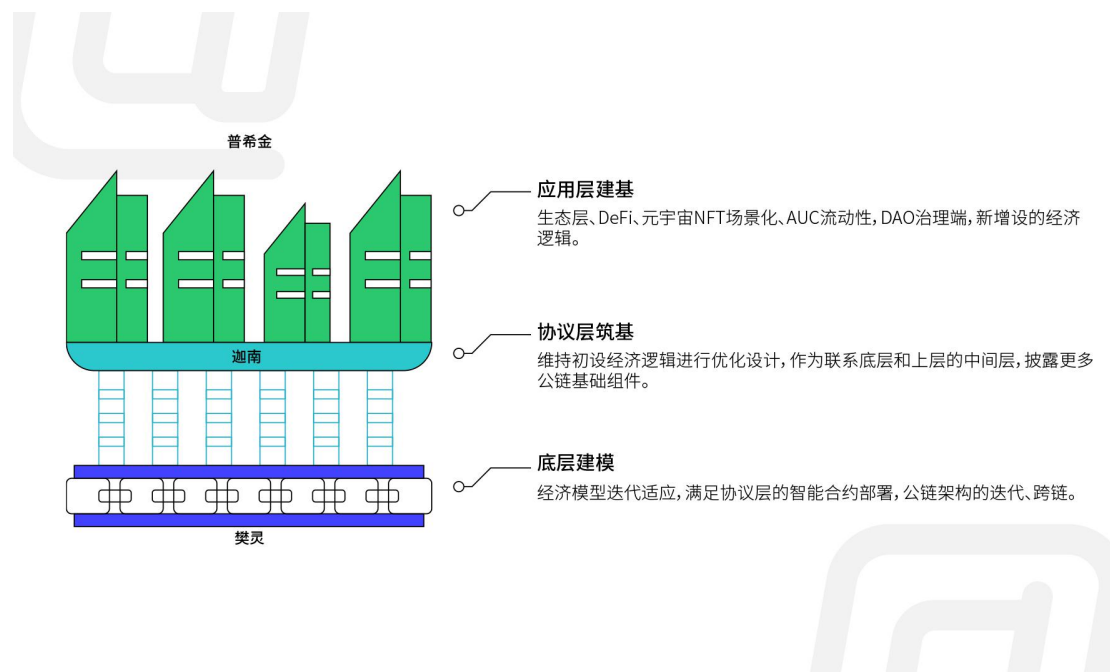 普希金
应用层建基
生态层、DeFi、元宇宙NFT场景化、AUC流动性，DAO治理端，新增设的经济
逻辑。
迦南
协议层筑基
维持初设经济逻辑进行优化设计，作为联系底层和上层的中间层，披露更多
公链基础组件。
底层建模
经济模型迭代适应，满足协议层的智能合约部署，公链架构的迭代、跨链。
樊灵